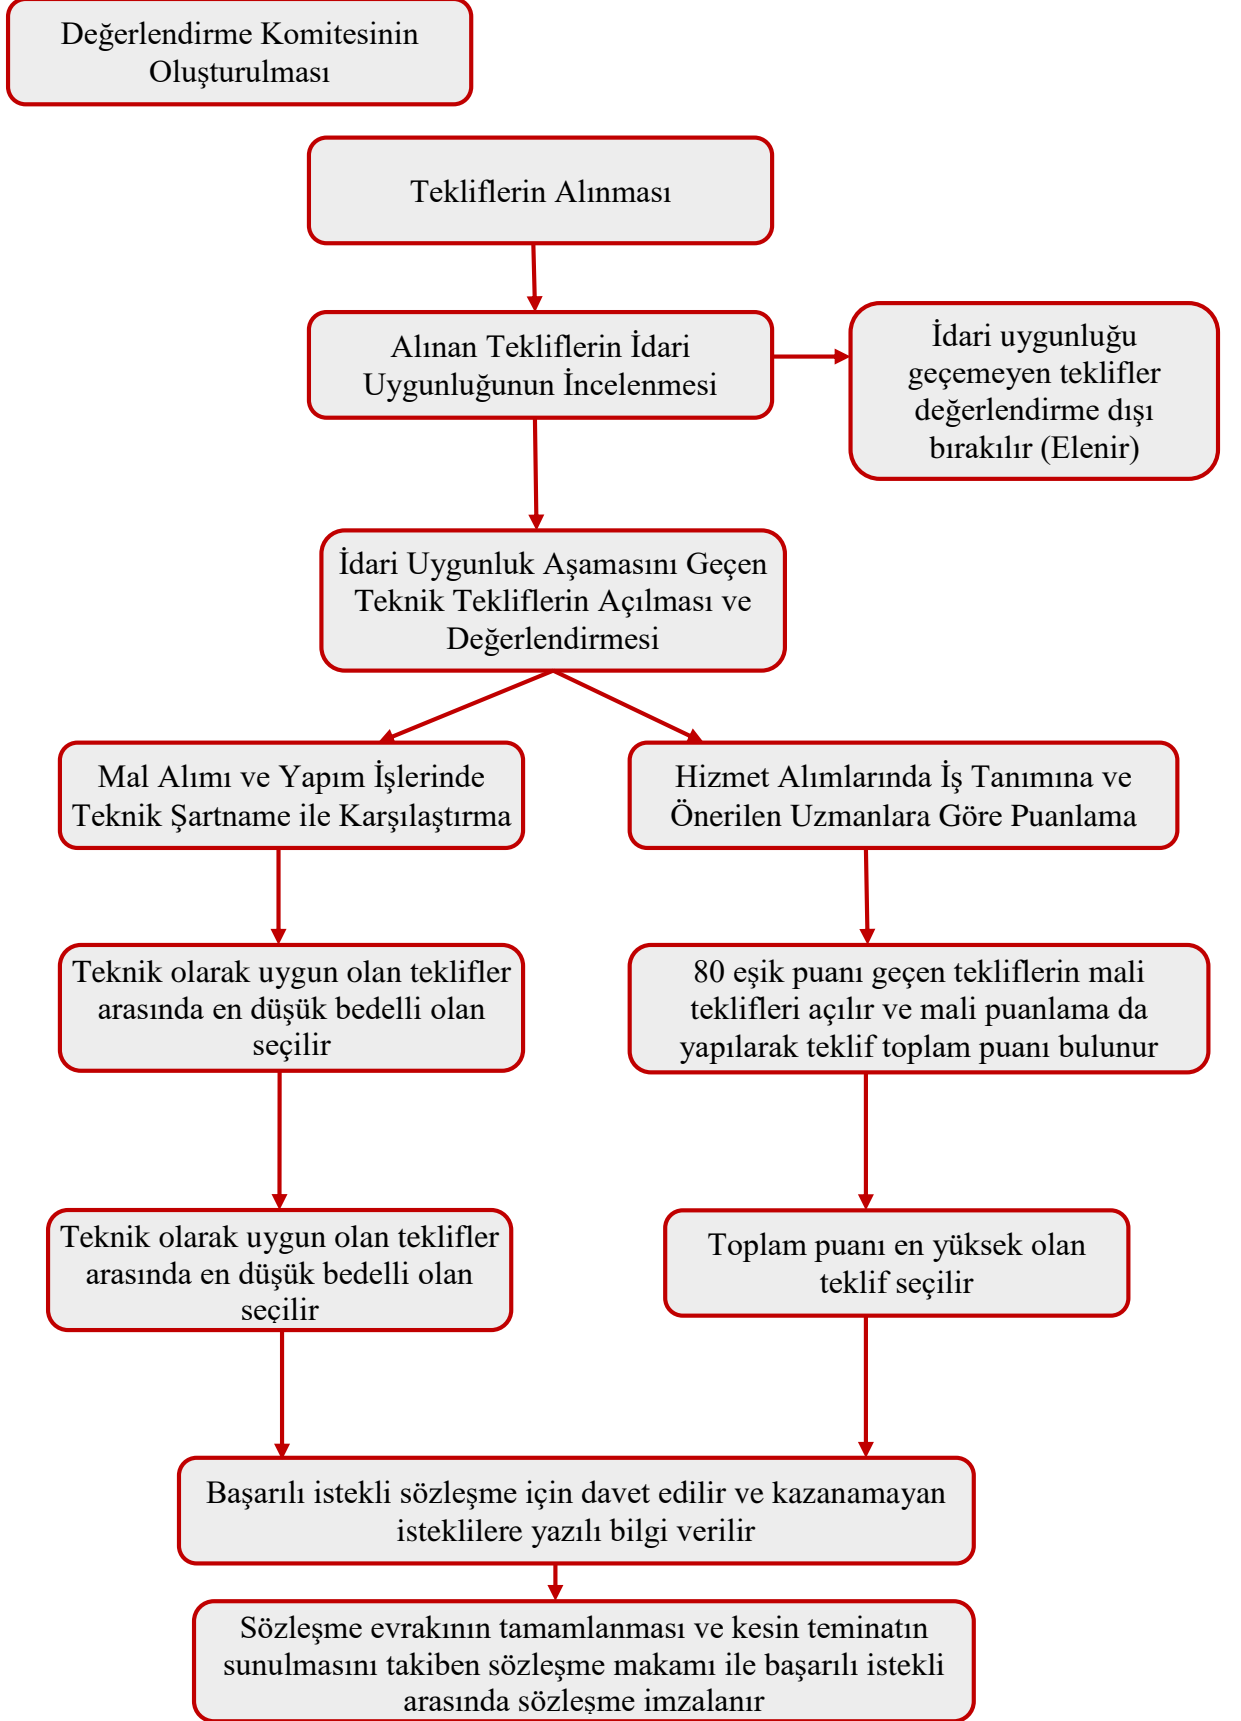 Değerlendirme Komitesinin
Oluşturulması
Tekliflerin Alınması
Alınan Tekliflerin İdari
Uygunluğunun İncelenmesi
İdari uygunluğu
geçemeyen teklifler
değerlendirme dışı
bırakılır (Elenir)
İdari Uygunluk Aşamasını Geçen
Teknik Tekliflerin Açılması ve
Değerlendirmesi
Mal Alımı ve Yapım İşlerinde
Teknik Şartname ile Karşılaştırma
Hizmet Alımlarında İş Tanımına ve
Önerilen Uzmanlara Göre Puanlama
Teknik olarak uygun olan teklifler
arasında en düşük bedelli olan
seçilir
80 eşik puanı geçen tekliflerin mali
teklifleri açılır ve mali puanlama da
yapılarak teklif toplam puanı bulunur
Teknik olarak uygun olan teklifler
arasında en düşük bedelli olan
seçilir
Toplam puanı en yüksek olan
teklif seçilir
Başarılı istekli sözleşme için davet edilir ve kazanamayan
isteklilere yazılı bilgi verilir
Sözleşme evrakının tamamlanması ve kesin teminatın
sunulmasını takiben sözleşme makamı ile başarılı istekli
arasında sözleşme imzalanır